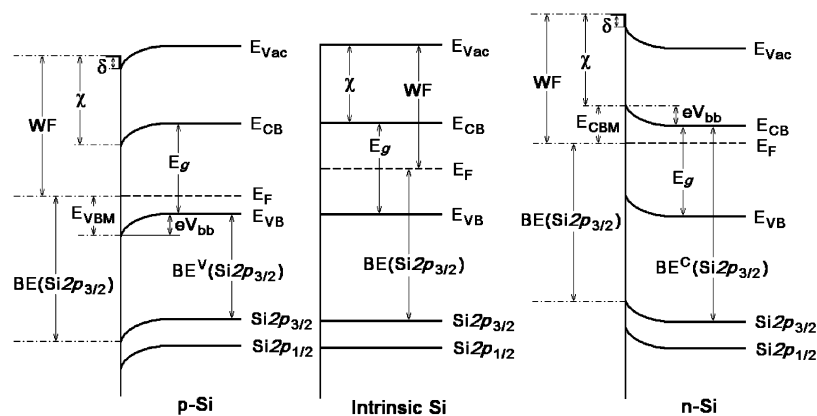 δ
χ
WF
E_Vac
E_CB
E_g
E_F
E_VBM
E_VB
eV_bb
BE(Si2p_3/2)
BE^V(Si2p_3/2)
Si2p_3/2
Si2p_1/2
p-Si
E_Vac
χ
WF
E_CB
E_g
E_F
E_VB
BE(Si2p_3/2)
Si2p_3/2
Si2p_1/2
Intrinsic Si
δ
χ
E_Vac
WF
eV_bb
E_CBM
E_CB
E_F
E_g
BE(Si2p_3/2)
E_VB
BE^C(Si2p_3/2)
Si2p_3/2
Si2p_1/2
n-Si